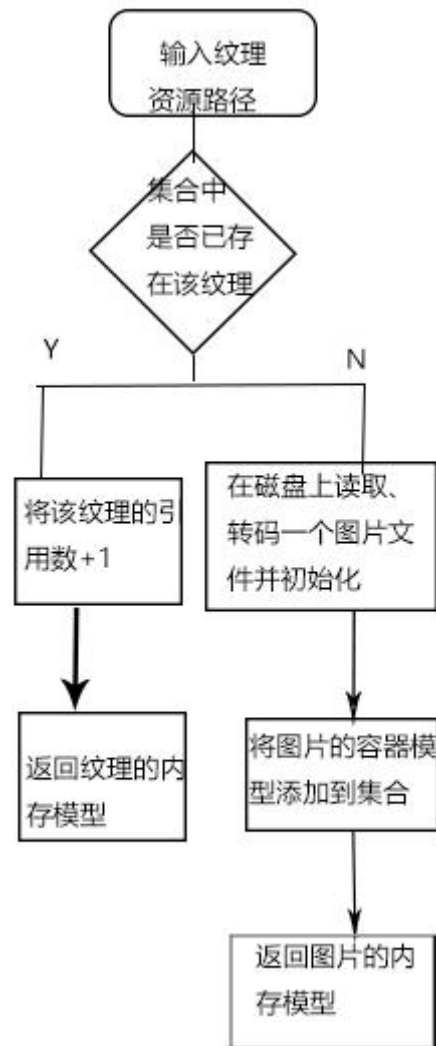 输入纹理
资源路径
集合中
是否已存
在该纹理
Y
N
将该纹理的引
用数+1
在磁盘上读取、
转码一个图片文
件并初始化
返回纹理的内
存模型
将图片的容器模
型添加到集合
返回图片的内
存模型